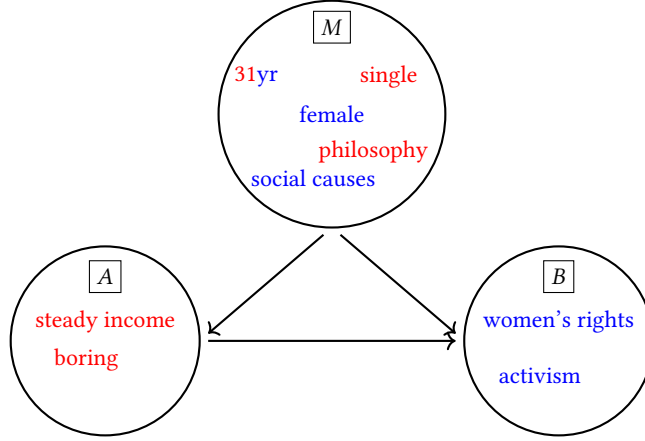 M
31yr single
female
philosophy
social causes
A
steady income
boring
B
women's rights
activism